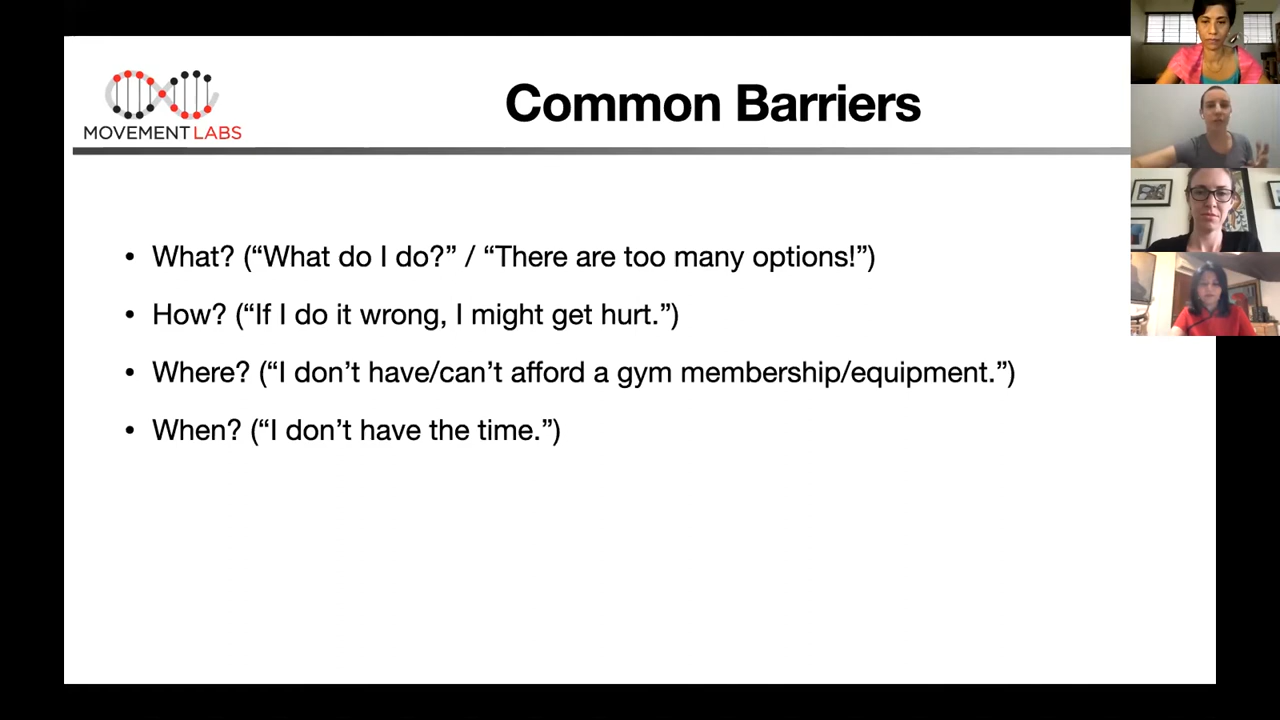 MOVEMENT LABS
Common Barriers
• What? (“What do I do?” / “There are too many options!”)
• How? (“If I do it wrong, I might get hurt.”)
• Where? (“I don’t have/can’t afford a gym membership/equipment.”)
• When? (“I don’t have the time.”)